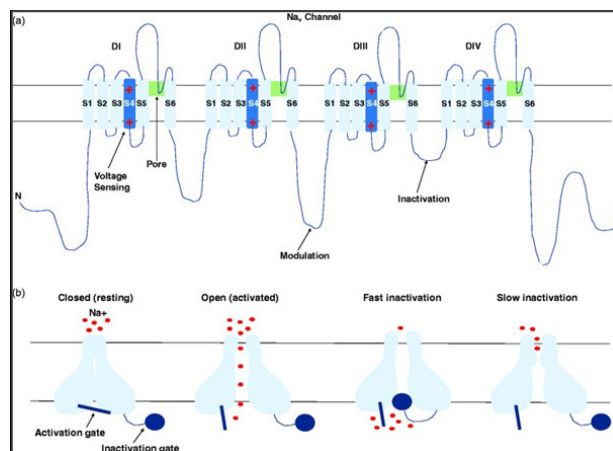 (a)
Naᵥ Channel
DI DII DIII DIV
S1 S2 S3 S4 S5 S6 S1 S2 S3 S4 S5 S6 S1 S2 S3 S4 S5 S6 S1 S2 S3 S4 S5 S6
+ + + +
+ + + +
Voltage
Sensing
Pore
Inactivation
N
Modulation
(b)
Closed (resting) Open (activated) Fast inactivation Slow inactivation
Na+
Activation gate
Inactivation gate